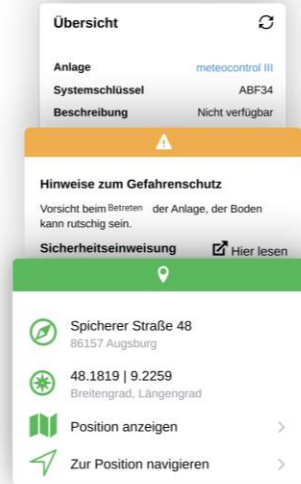 Übersicht
Anlage meteocontrol III
Systemschlüssel ABF34
Beschreibung Nicht verfügbar
Hinweise zum Gefahrenschutz
Vorsicht beim Betreten der Anlage, der Boden
kann rutschig sein.
Sicherheitseinweisung Hier lesen
Spicherer Straße 48
86157 Augsburg
48.1819 | 9.2259
Breitengrad, Längengrad
Position anzeigen
Zur Position navigieren